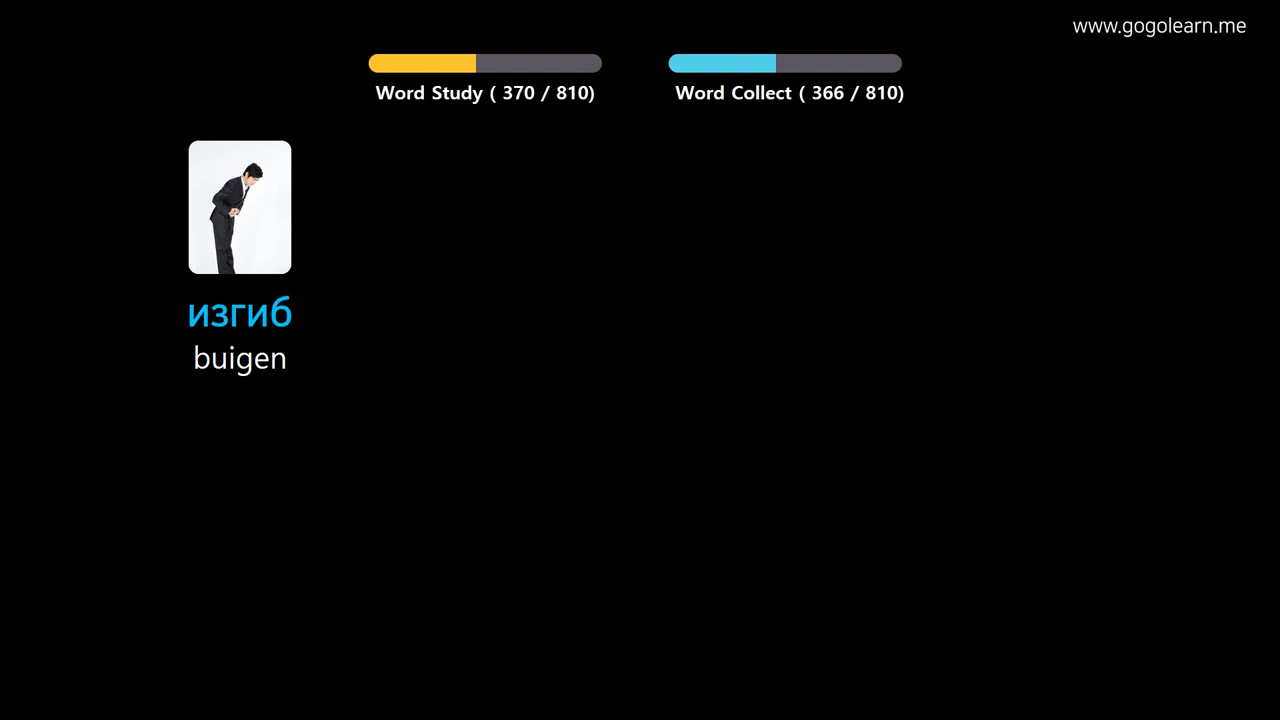 www.gogolearn.me
Word Study ( 370 / 810)
Word Collect ( 366 / 810)
изгиб
buigen